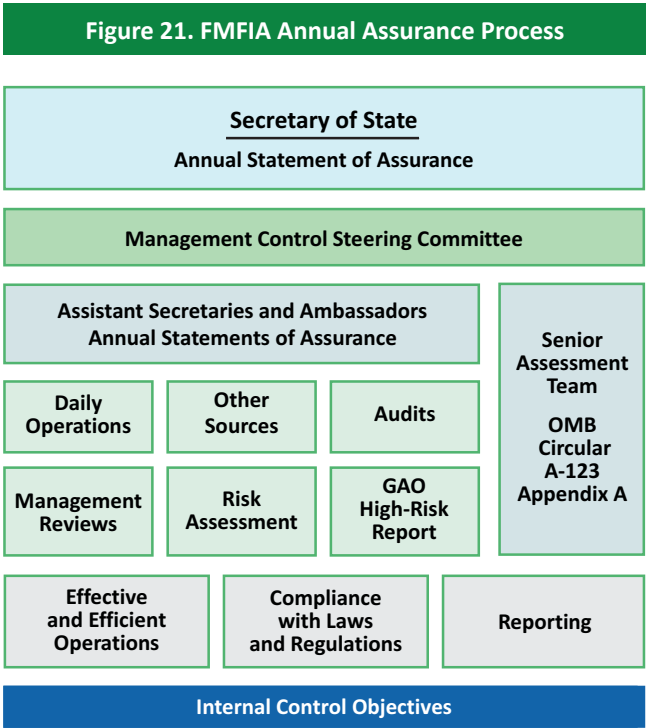 Figure 21. FMFIA Annual Assurance Process
Secretary of State
Annual Statement of Assurance
Management Control Steering Committee
Assistant Secretaries and Ambassadors
Annual Statements of Assurance
Senior
Assessment
Team
OMB
Circular
A-123
Appendix A
Daily
Operations
Other
Sources
Audits
Management
Reviews
Risk
Assessment
GAO
High-Risk
Report
Effective
and Efficient
Operations
Compliance
with Laws
and Regulations
Reporting
Internal Control Objectives